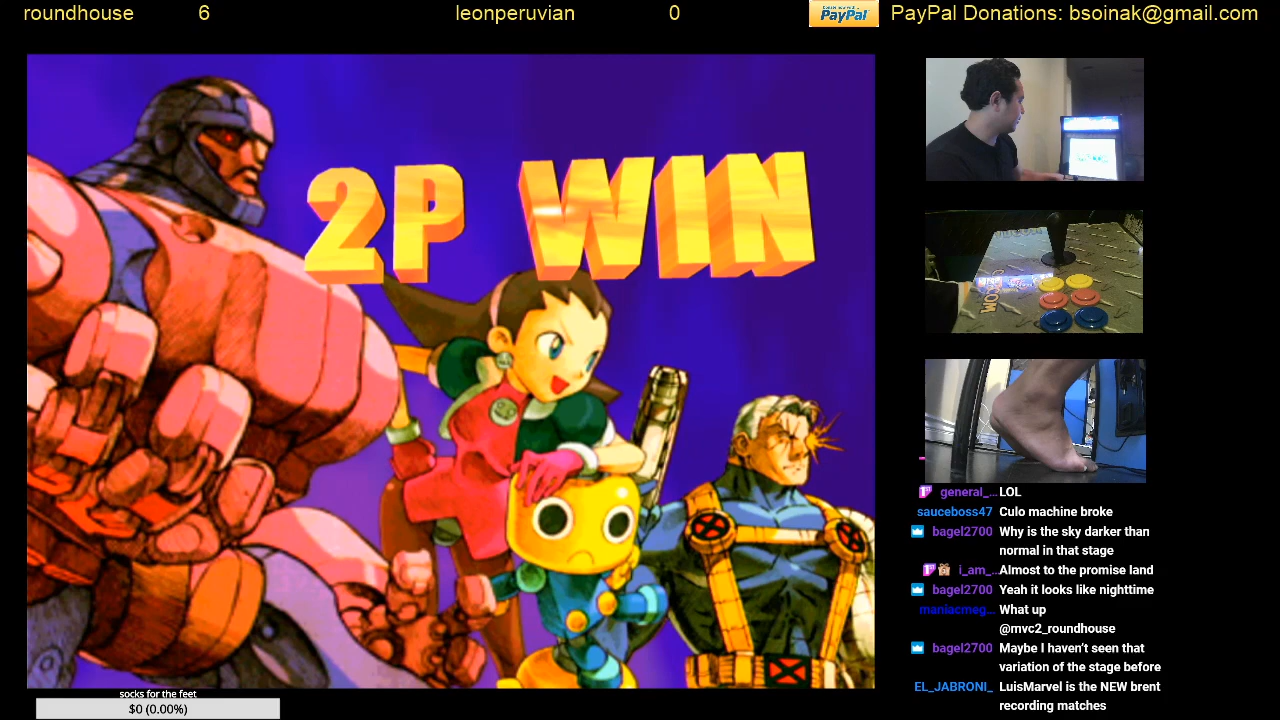 roundhouse 6 leonperuvian 0 PayPal PayPal Donations: bsoinak@gmail.com
2P WIN
general_... LOL
sauceboss47 Culo machine broke
bagel2700 Why is the sky darker than
normal in that stage
i_am_... Almost to the promise land
bagel2700 Yeah it looks like nighttime
maniacmeg... What up
@mvc2_roundhouse
bagel2700 Maybe I haven't seen that
variation of the stage before
EL_JABRONI_ LuisMarvel is the NEW brent
recording matches
socks for the feet
$0 (0.00%)